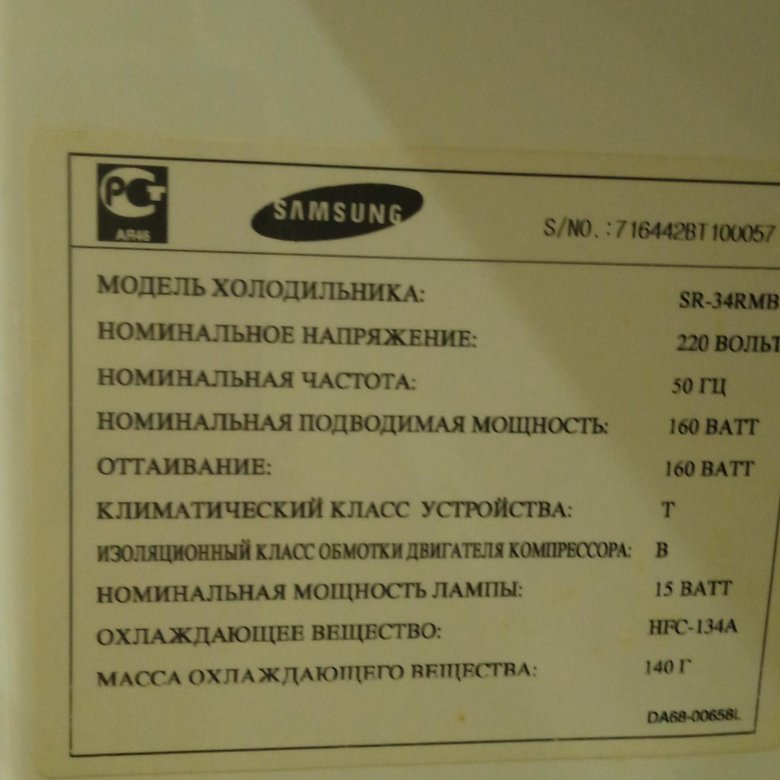 РСТ
АЯ46
SAMSUNG
S/NO.:716442BT100057
МОДЕЛЬ ХОЛОДИЛЬНИКА: SR-34RMB
НОМИНАЛЬНОЕ НАПРЯЖЕНИЕ: 220 ВОЛЬТ
НОМИНАЛЬНАЯ ЧАСТОТА: 50 ГЦ
НОМИНАЛЬНАЯ ПОДВОДИМАЯ МОЩНОСТЬ: 160 ВАТТ
ОТТАИВАНИЕ: 160 ВАТТ
КЛИМАТИЧЕСКИЙ КЛАСС УСТРОЙСТВА: T
ИЗОЛЯЦИОННЫЙ КЛАСС ОБМОТКИ ДВИГАТЕЛЯ КОМПРЕССОРА: B
НОМИНАЛЬНАЯ МОЩНОСТЬ ЛАМПЫ: 15 ВАТТ
ОХЛАЖДАЮЩЕЕ ВЕЩЕСТВО: HFC-134A
МАССА ОХЛАЖДАЮЩЕГО ВЕЩЕСТВА: 140 Г
DA68-00658L